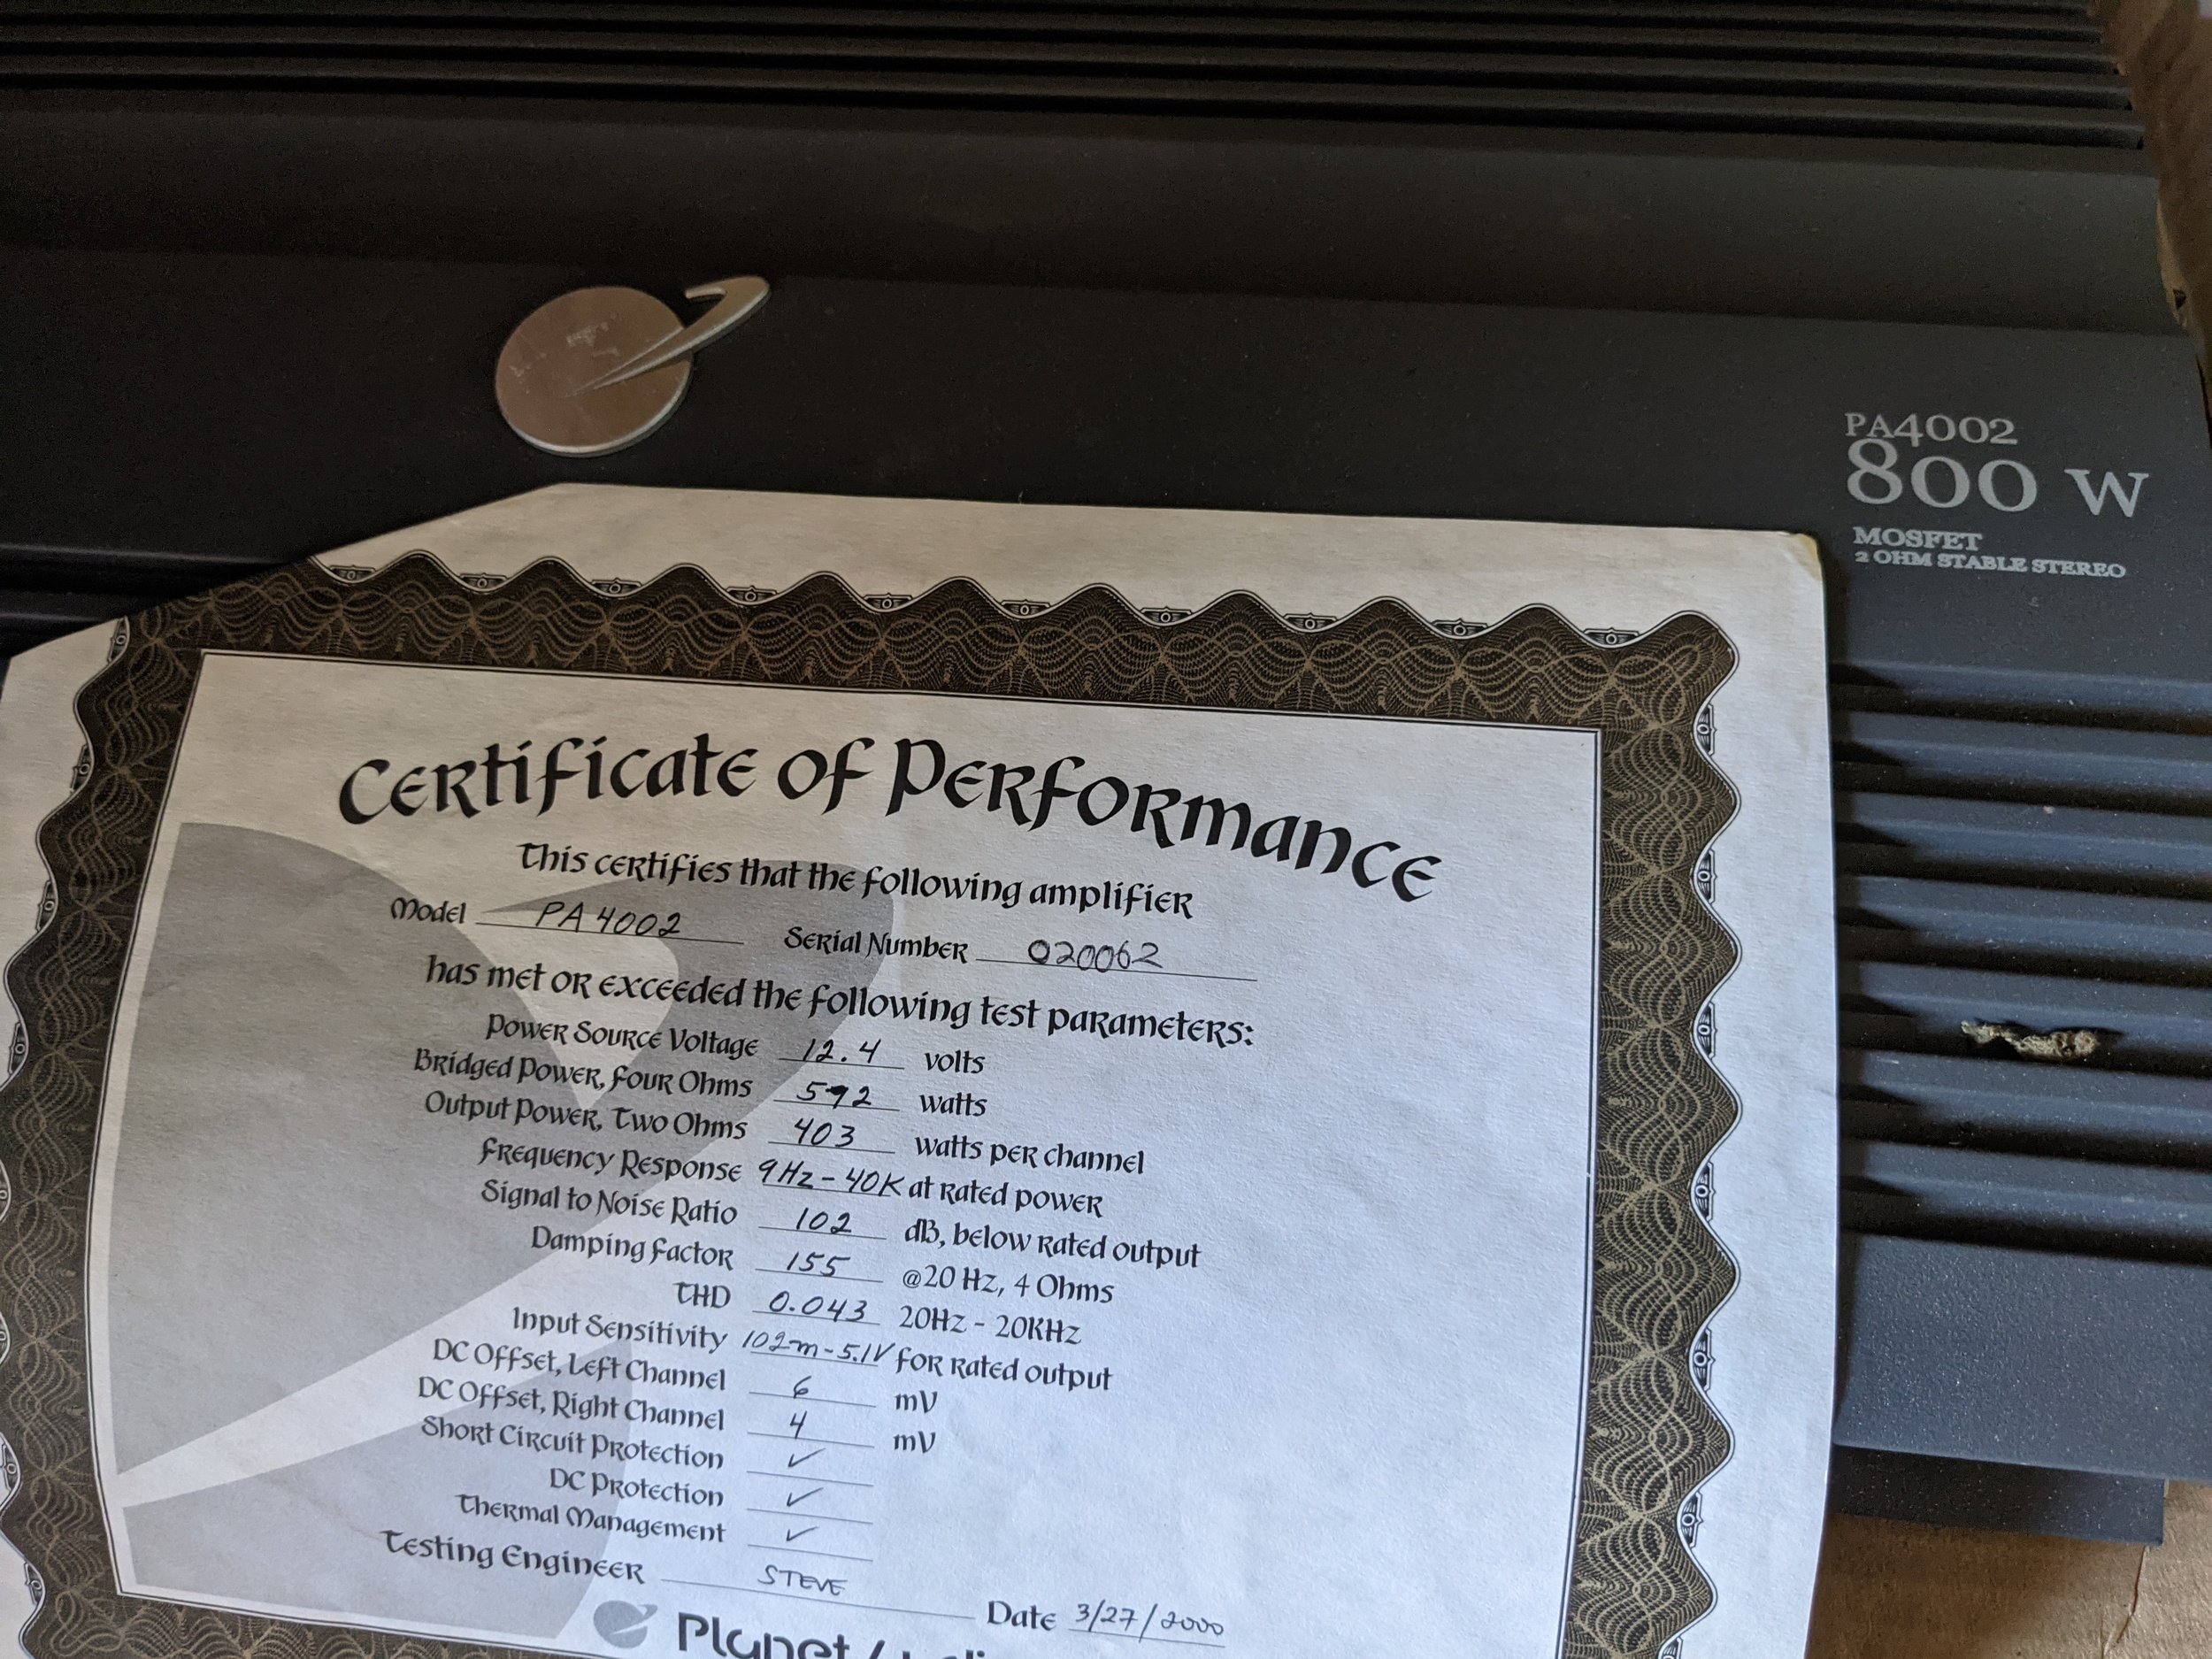 PA4002
800 W
MOSFET
2 OHM STABLE STEREO
Certificate of Performance
This certifies that the following amplifier
Model PA4002 Serial Number 020062
has met or exceeded the following test parameters:
Power Source Voltage 12.4 volts
Bridged Power, Four Ohms 592 watts
Output Power, Two Ohms 403 watts per channel
Frequency Response 9Hz-40K at rated power
Signal to Noise Ratio 102 dB, below rated output
Damping Factor 155 @20 Hz, 4 Ohms
THD 0.043 20Hz - 20KHz
Input Sensitivity 102m-5.1V for rated output
DC Offset, Left Channel 6 mV
DC Offset, Right Channel 4 mV
Short Circuit Protection ✓
DC Protection ✓
Thermal Management ✓
Testing Engineer STEVE Date 3/27/2000
Planet